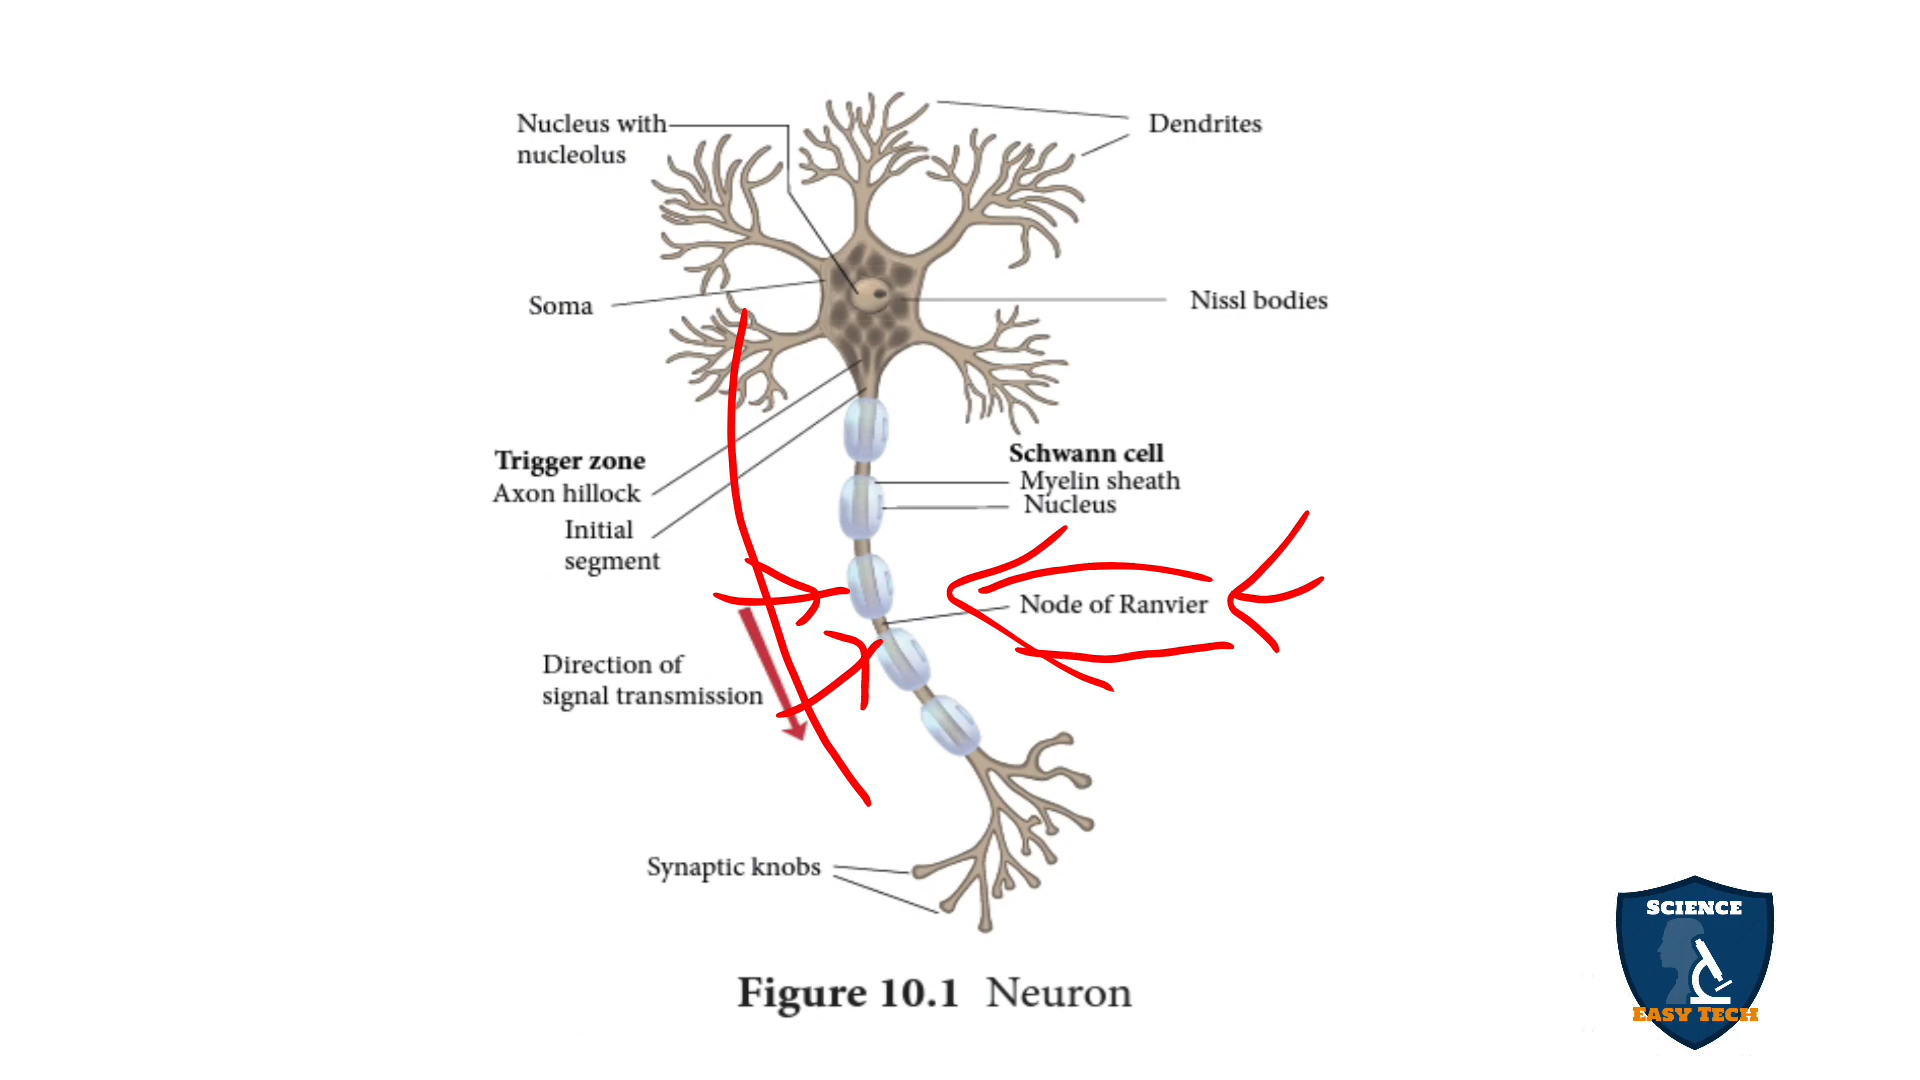 Nucleus with
nucleolus
Dendrites
Soma
Nissl bodies
Trigger zone
Axon hillock
Initial
segment
Schwann cell
Myelin sheath
Nucleus
Node of Ranvier
Direction of
signal transmission
Synaptic knobs
Figure 10.1 Neuron
SCIENCE
EASY TECH